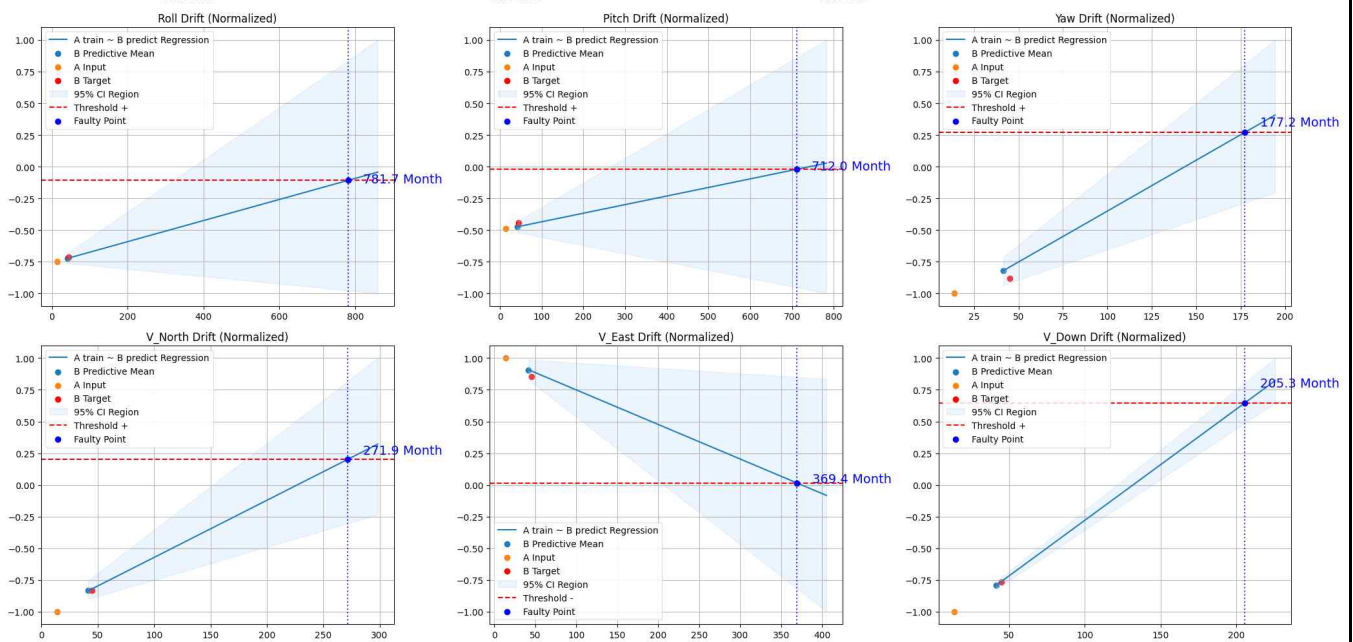 Roll Drift (Normalized)
1.00
0.75
0.50
0.25
0.00
−0.25
−0.50
−0.75
−1.00
A train ~ B predict Regression
B Predictive Mean
A Input
B Target
95% CI Region
Threshold +
Faulty Point
781.7 Month
0
200
400
600
800
Pitch Drift (Normalized)
1.00
0.75
0.50
0.25
0.00
−0.25
−0.50
−0.75
−1.00
A train ~ B predict Regression
B Predictive Mean
A Input
B Target
95% CI Region
Threshold +
Faulty Point
712.0 Month
0
100
200
300
400
500
600
700
800
Yaw Drift (Normalized)
1.00
0.75
0.50
0.25
0.00
−0.25
−0.50
−0.75
−1.00
A train ~ B predict Regression
B Predictive Mean
A Input
B Target
95% CI Region
Threshold +
Faulty Point
177.2 Month
25
50
75
100
125
150
175
200
V_North Drift (Normalized)
1.00
0.75
0.50
0.25
0.00
−0.25
−0.50
−0.75
−1.00
A train ~ B predict Regression
B Predictive Mean
A Input
B Target
95% CI Region
Threshold +
Faulty Point
271.9 Month
0
50
100
150
200
250
300
V_East Drift (Normalized)
1.00
0.75
0.50
0.25
0.00
−0.25
−0.50
−0.75
−1.00
A train ~ B predict Regression
B Predictive Mean
A Input
B Target
95% CI Region
Threshold -
Faulty Point
369.4 Month
0
50
100
150
200
250
300
350
400
V_Down Drift (Normalized)
1.00
0.75
0.50
0.25
0.00
−0.25
−0.50
−0.75
−1.00
A train ~ B predict Regression
B Predictive Mean
A Input
B Target
95% CI Region
Threshold +
Faulty Point
205.3 Month
50
100
150
200